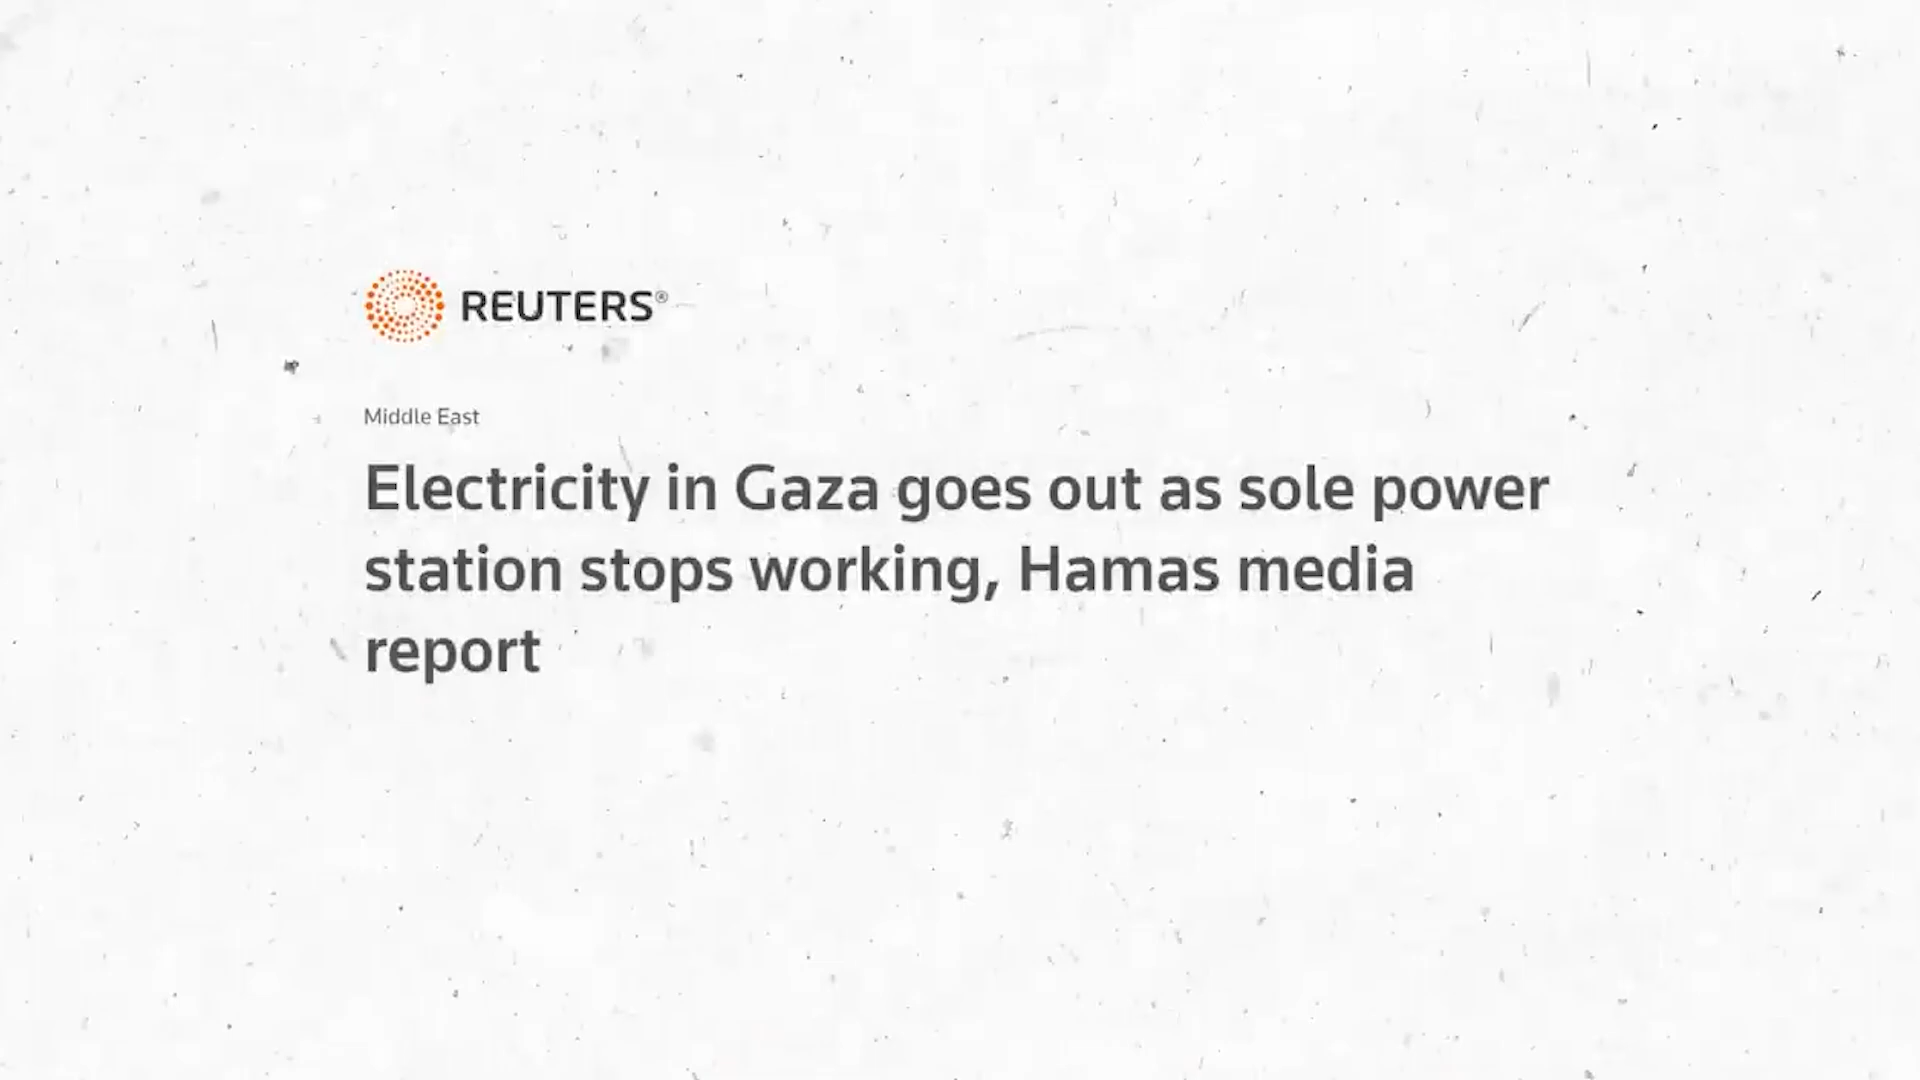 REUTERS®
Middle East
Electricity in Gaza goes out as sole power
station stops working, Hamas media
report